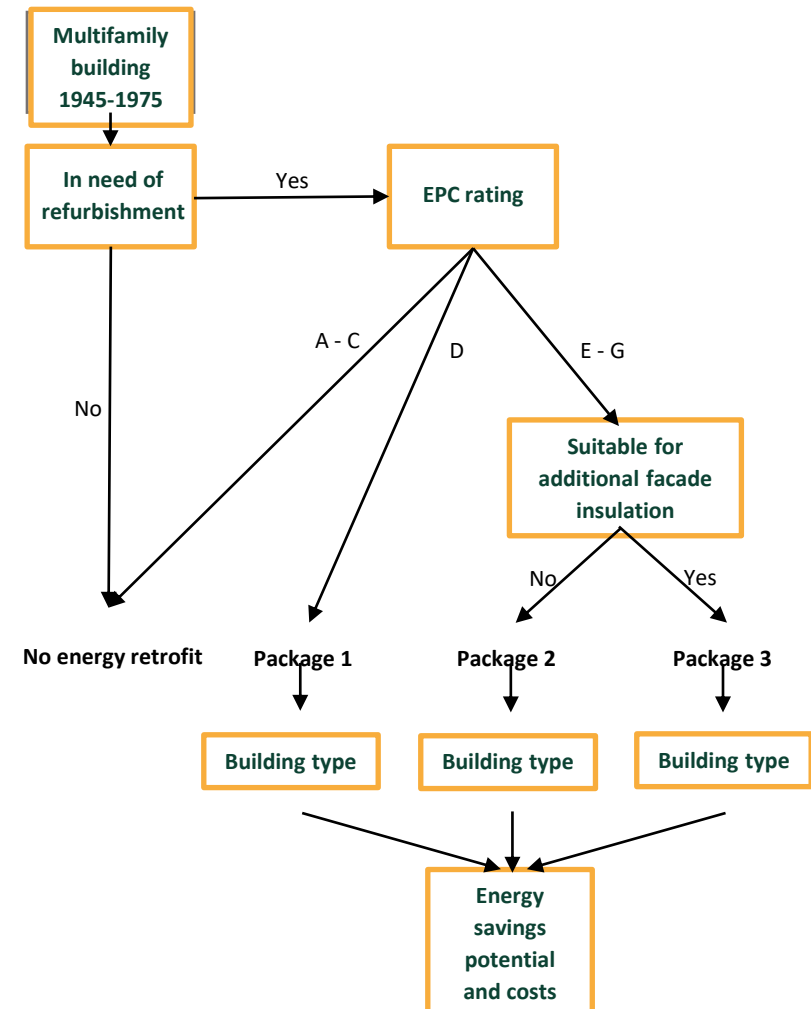 Multifamily
building
1945-1975
In need of
refurbishment
Yes
EPC rating
A - C
D
E - G
No
Suitable for
additional facade
insulation
No
Yes
No energy retrofit
Package 1
Package 2
Package 3
Building type
Building type
Building type
Energy
savings
potential
and costs